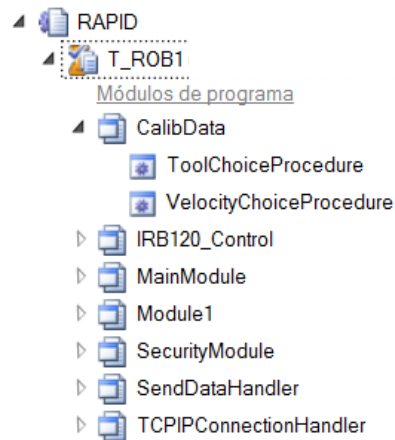 RAPID
T_ROB1
Módulos de programa
CalibData
ToolChoiceProcedure
VelocityChoiceProcedure
IRB120_Control
MainModule
Module1
SecurityModule
SendDataHandler
TCPIPConnectionHandler